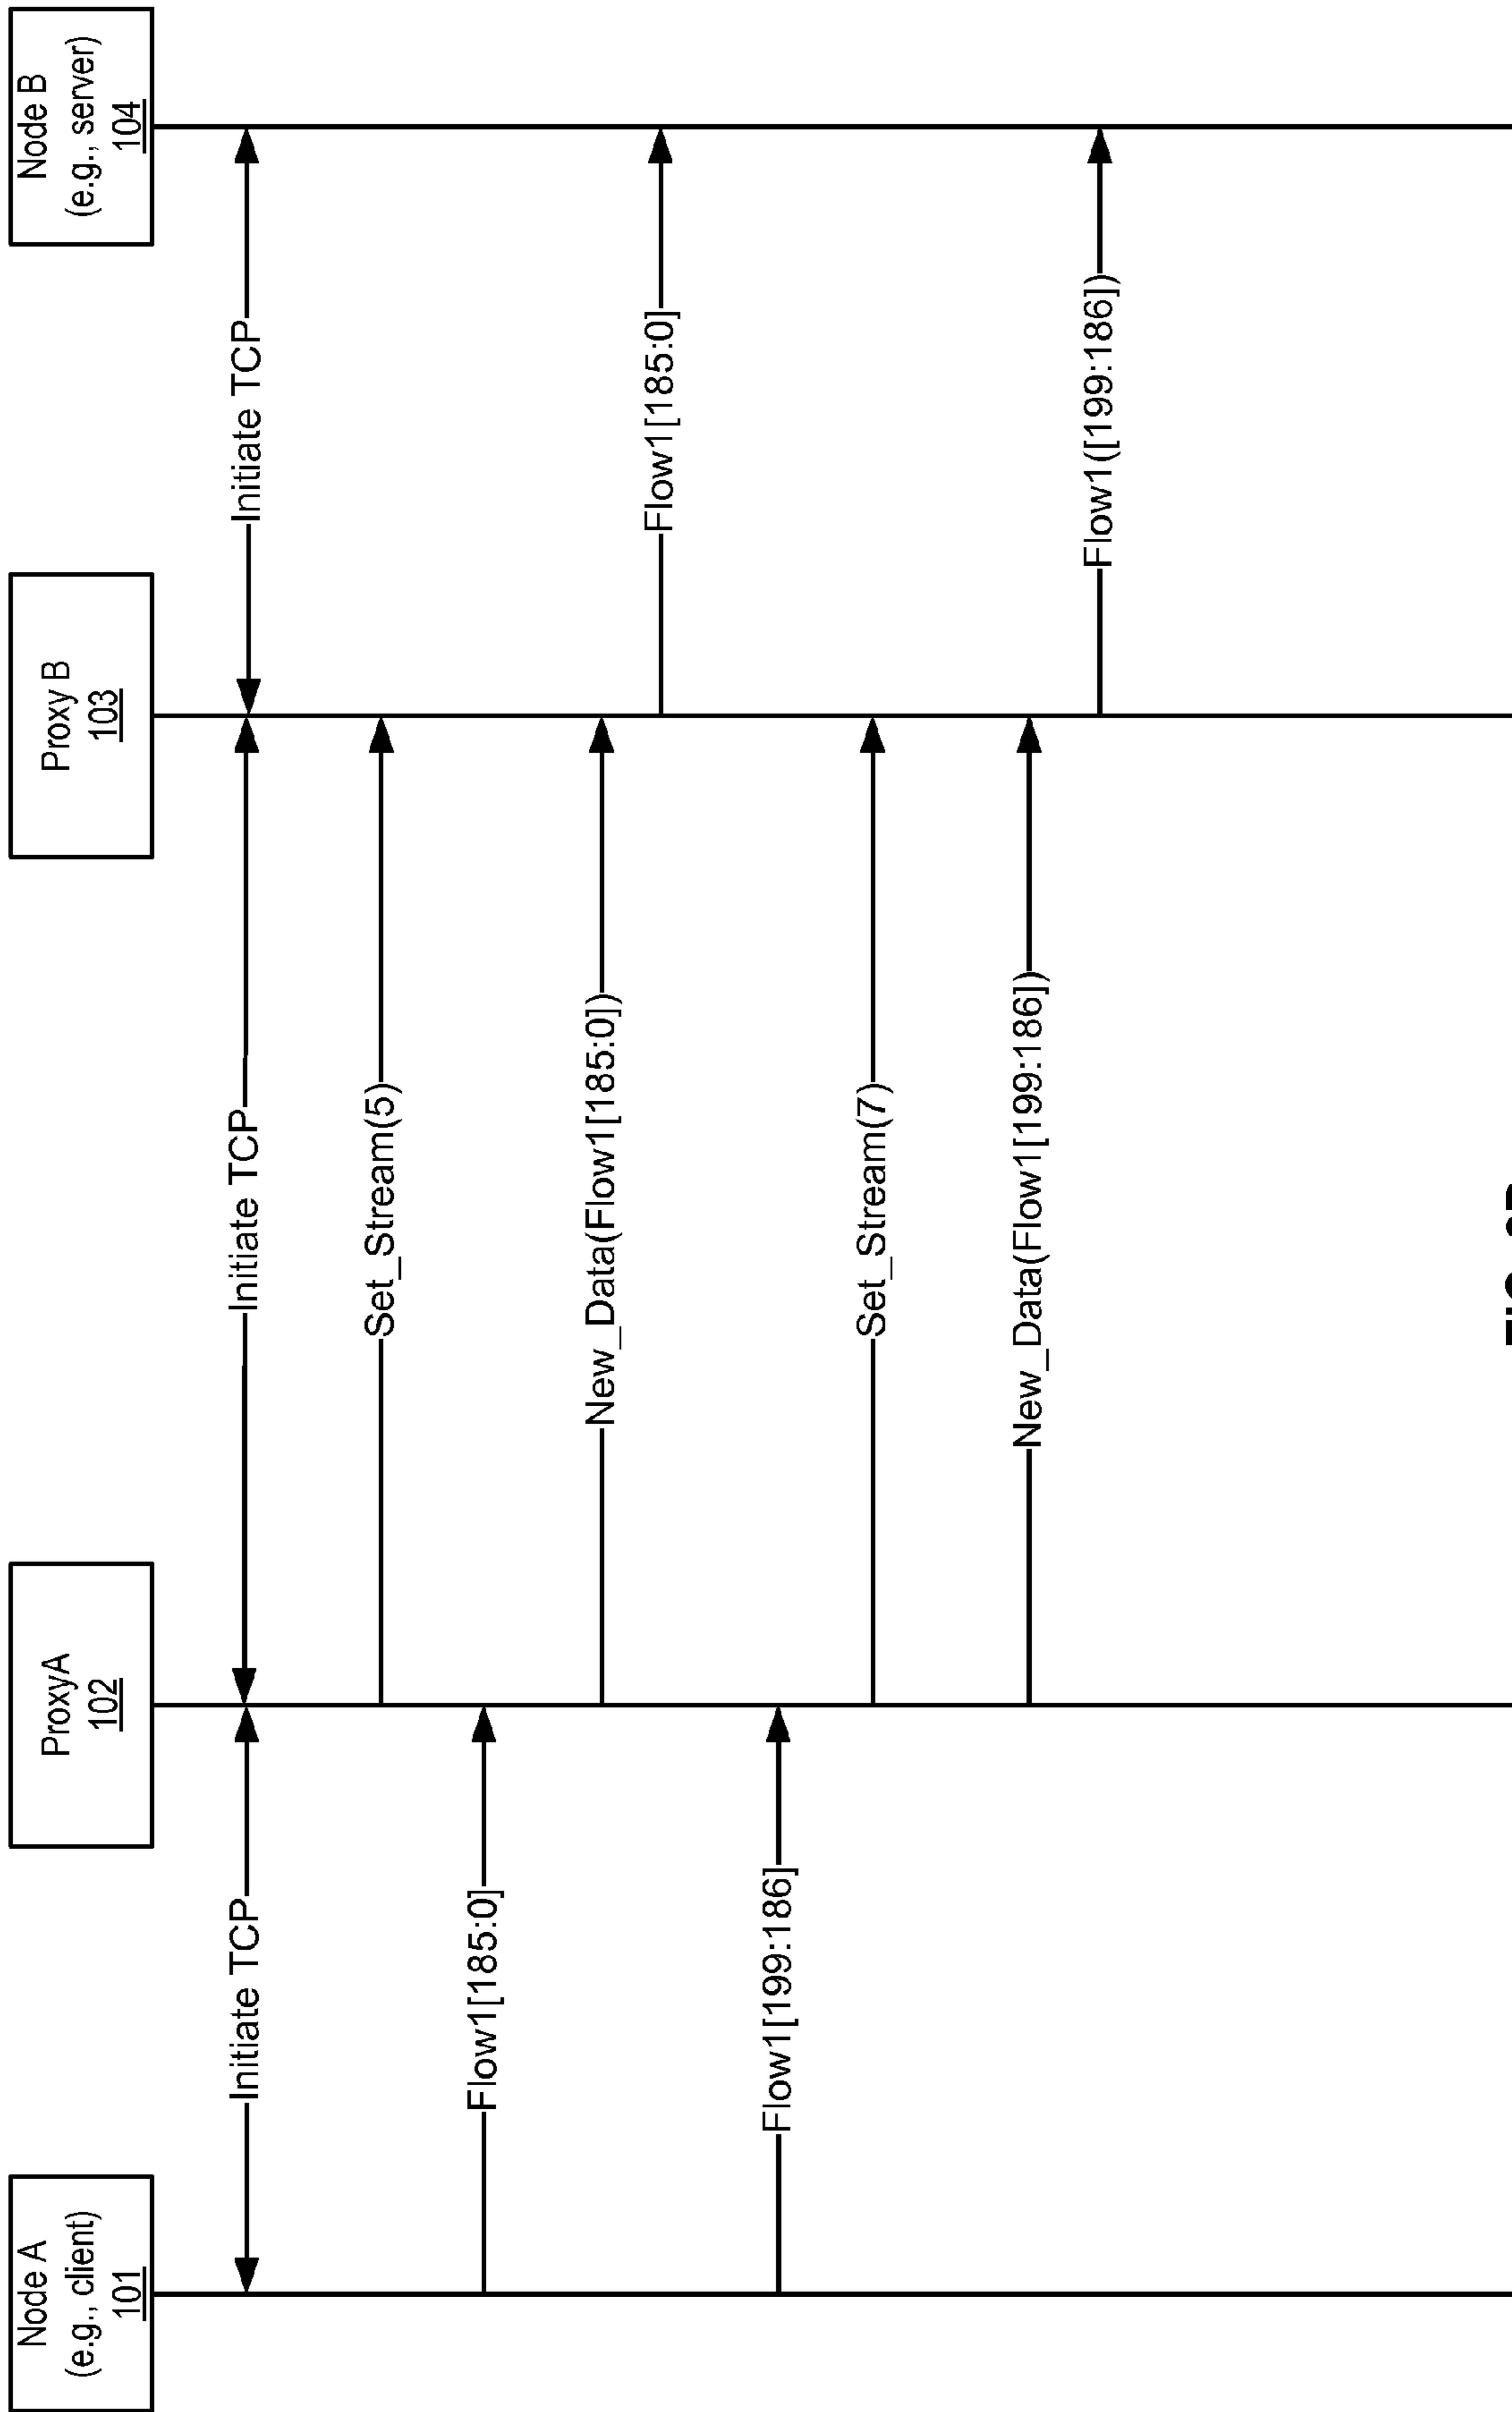 Node A
(e.g., client)
101
ProxyA
102
Proxy B
103
Node B
(e.g., server)
104
Initiate TCP
Initiate TCP
Initiate TCP
Set_Stream(5)
Flow1[185:0]
New_Data(Flow1[185:0])
Flow1[185:0]
Flow1[199:186]
Set_Stream(7)
New_Data(Flow1[199:186])
Flow1([199:186])